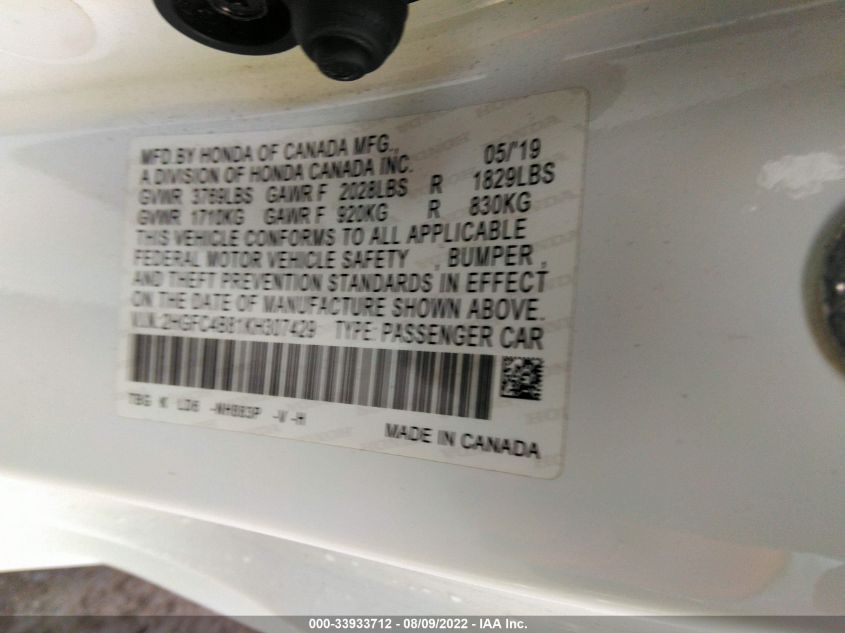 MFD.BY HONDA OF CANADA MFG., 05/'19
A DIVISION OF HONDA CANADA INC.
GVWR 3769LBS GAWR F 2028LBS R 1829LBS
GVWR 1710KG GAWR F 920KG R 830KG
THIS VEHICLE CONFORMS TO ALL APPLICABLE
FEDERAL MOTOR VEHICLE SAFETY , BUMPER ,
AND THEFT PREVENTION STANDARDS IN EFFECT
ON THE DATE OF MANUFACTURE SHOWN ABOVE.
V.I.N:2HGFC4B81KH307429 TYPE: PASSENGER CAR
TBG K LD6 -NH883P -V -H
MADE IN CANADA
000-33933712 - 08/09/2022 - IAA Inc.